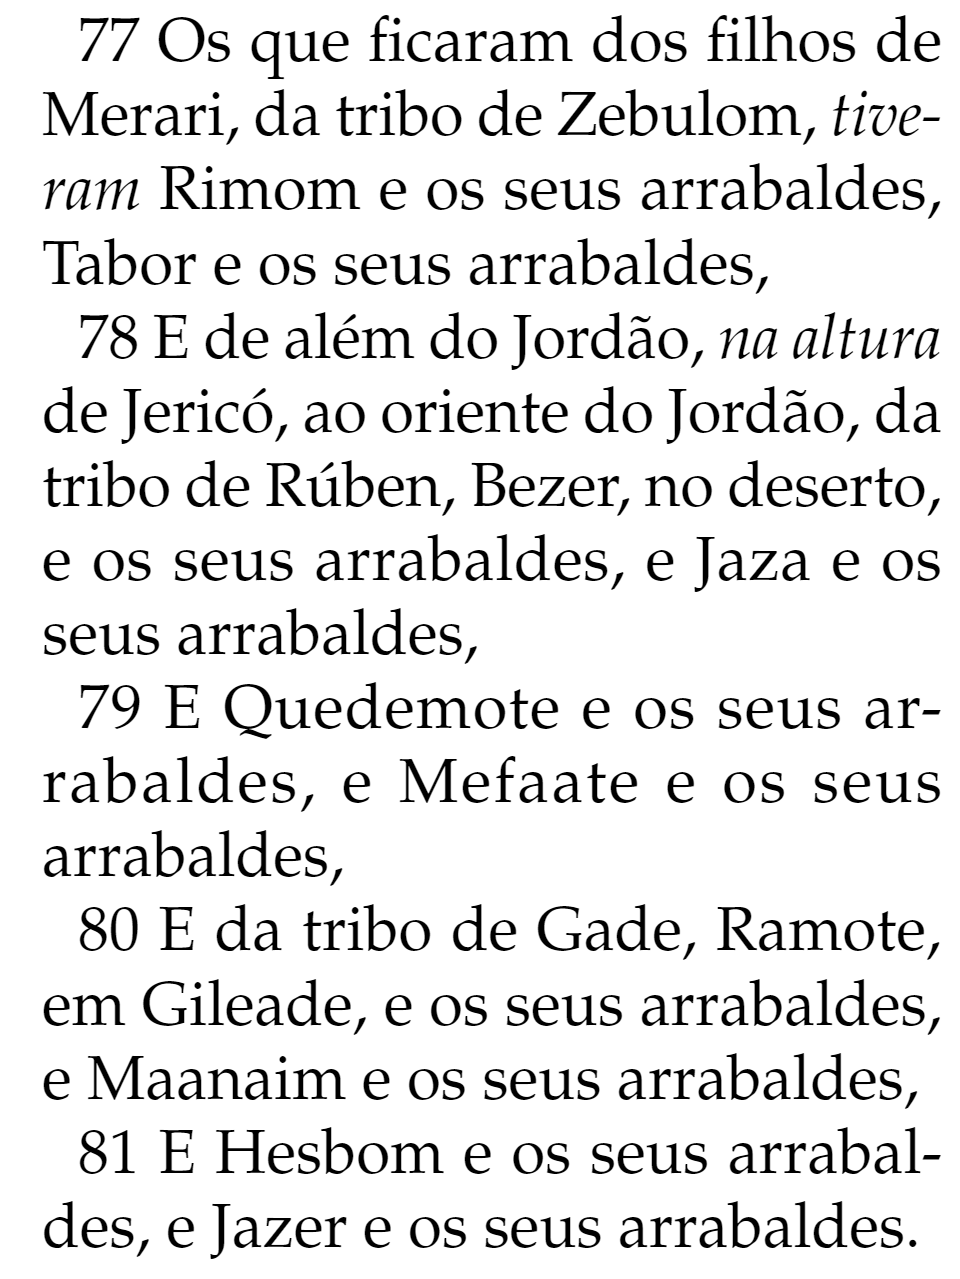 77 Os que ficaram dos filhos de
Merari, da tribo de Zebulom, tive-
ram Rimom e os seus arrabaldes,
Tabor e os seus arrabaldes,
78 E de além do Jordão, na altura
de Jericó, ao oriente do Jordão, da
tribo de Rúben, Bezer, no deserto,
e os seus arrabaldes, e Jaza e os
seus arrabaldes,
79 E Quedemote e os seus ar-
rabaldes, e Mefaate e os seus
arrabaldes,
80 E da tribo de Gade, Ramote,
em Gileade, e os seus arrabaldes,
e Maanaim e os seus arrabaldes,
81 E Hesbom e os seus arrabal-
des, e Jazer e os seus arrabaldes.